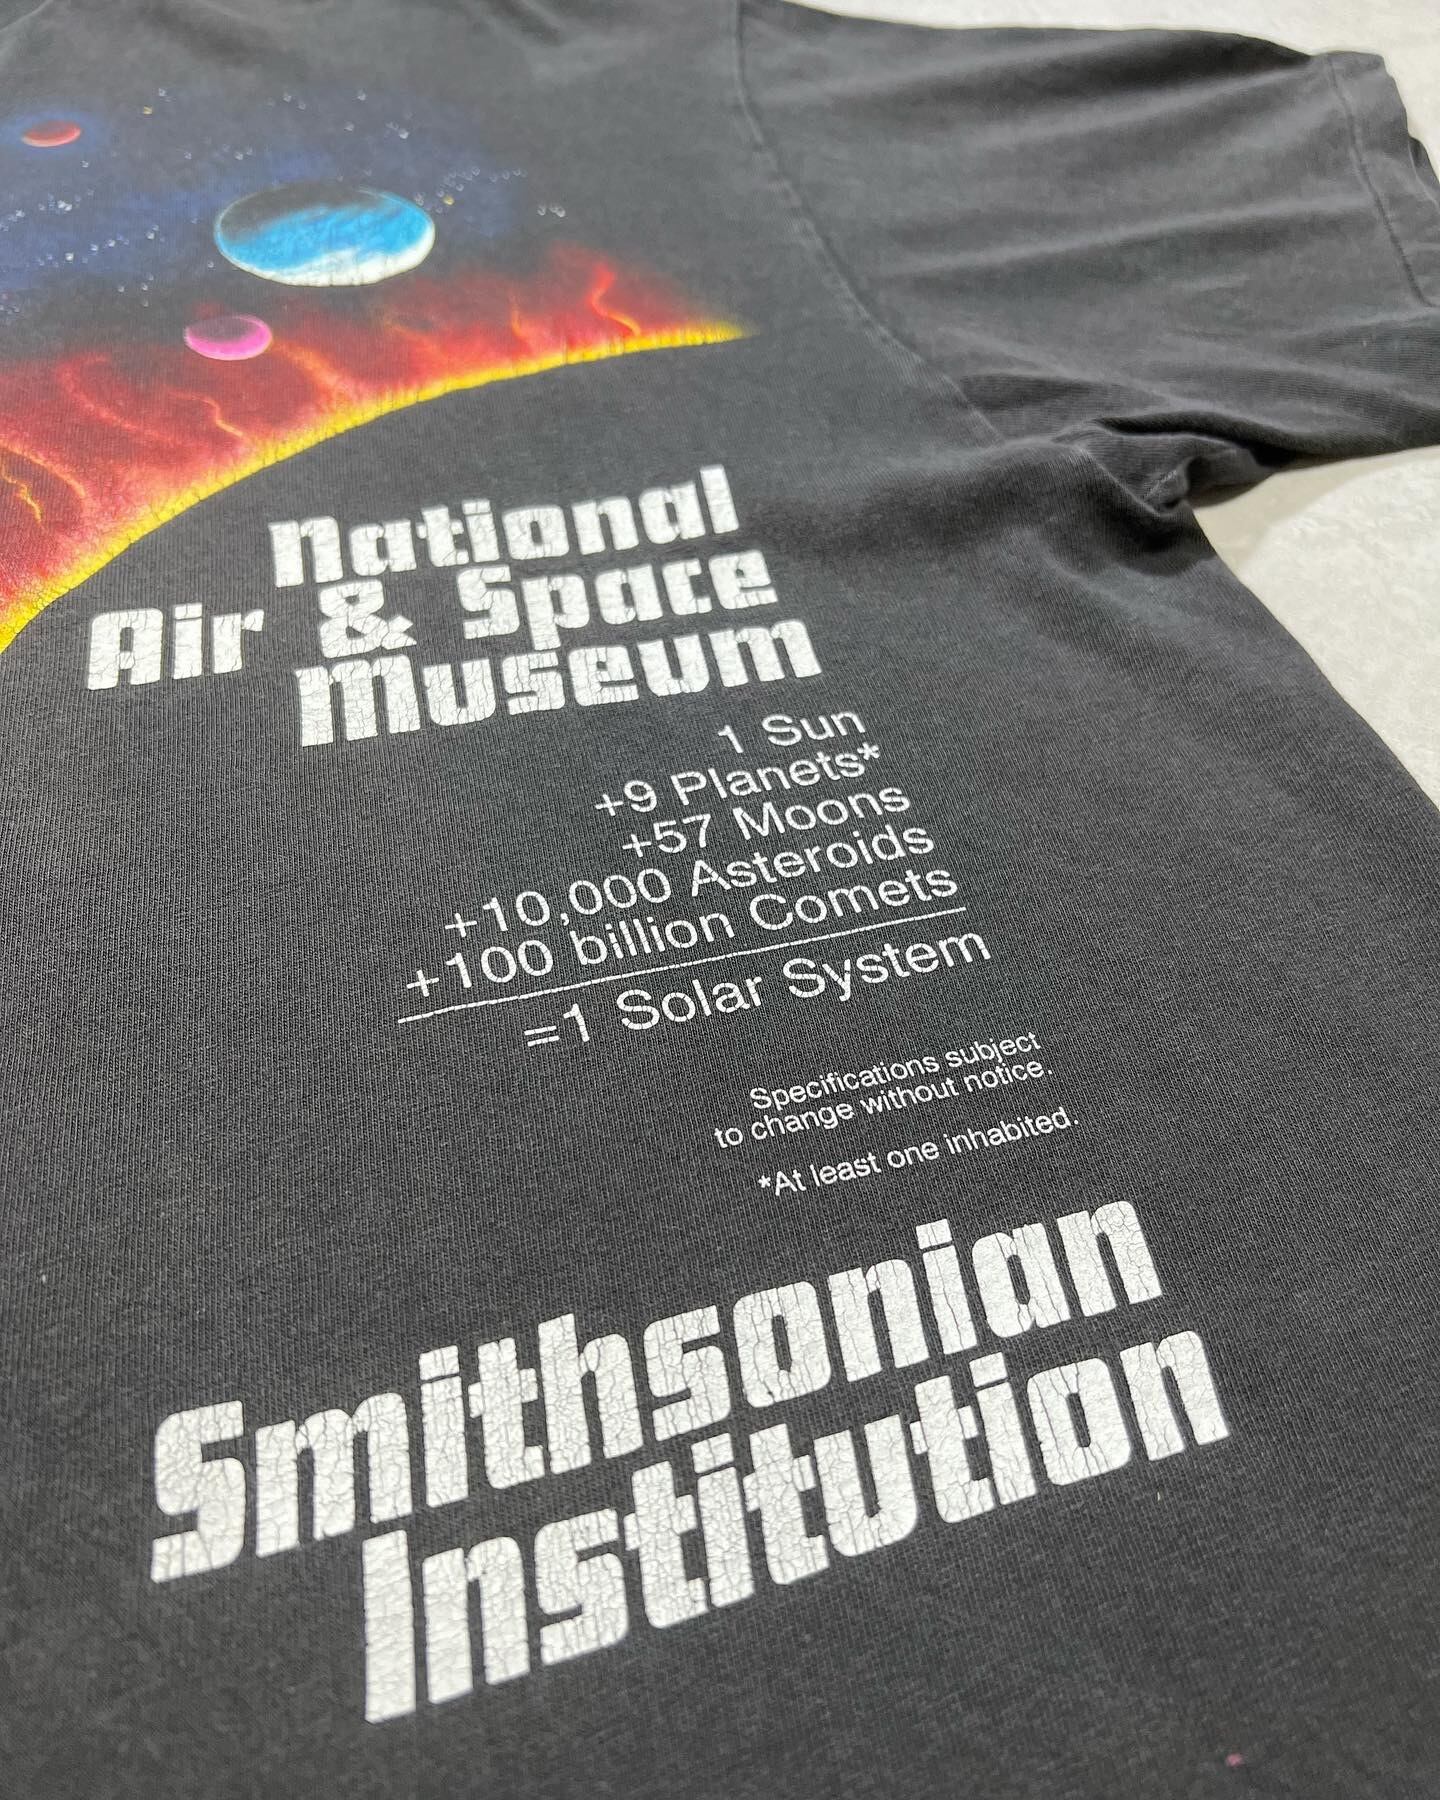 National
Air & Space
Museum
1 Sun
+9 Planets*
+57 Moons
+10,000 Asteroids
+100 billion Comets
=1 Solar System
Specifications subject
to change without notice.
*At least one inhabited.
Smithsonian
Institution